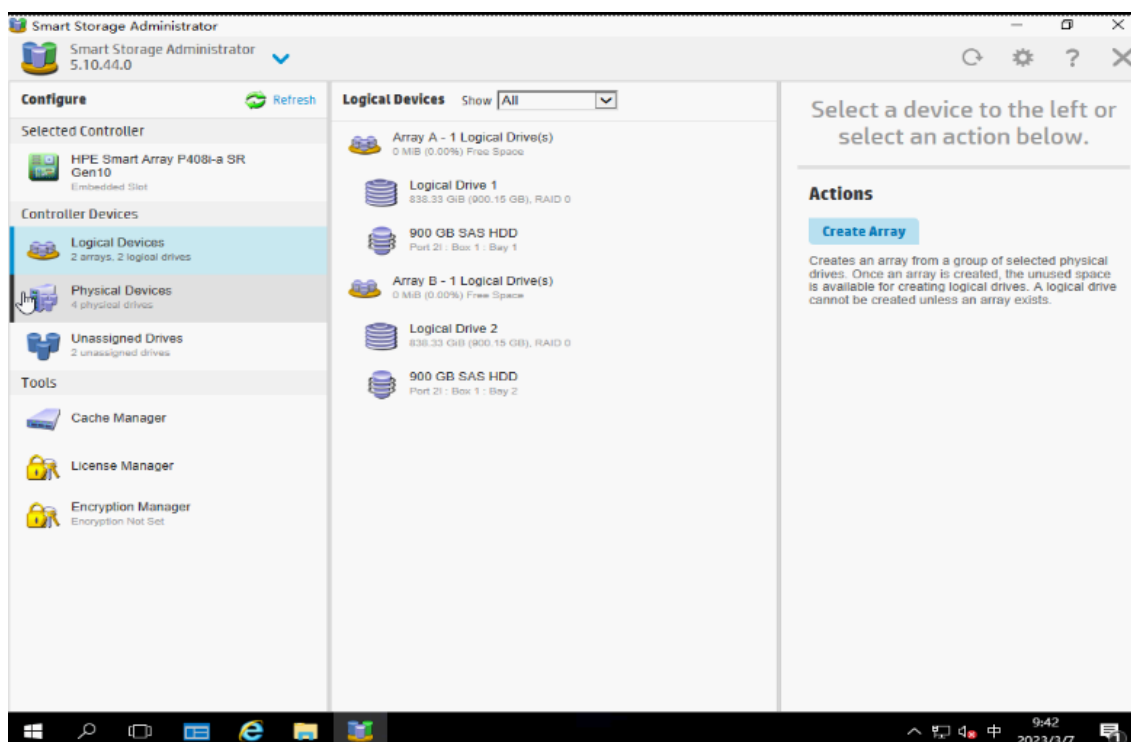 Smart Storage Administrator
Smart Storage Administrator
5.10.44.0
Configure
Refresh
Selected Controller
HPE Smart Array P408i-a SR
Gen10
Embedded Slot
Controller Devices
Logical Devices
2 arrays, 2 logical drives
Physical Devices
4 physical drives
Unassigned Drives
2 unassigned drives
Tools
Cache Manager
License Manager
Encryption Manager
Encryption Not Set
Logical Devices Show All
Array A - 1 Logical Drive(s)
0 MiB (0.00%) Free Space
Logical Drive 1
838.33 GiB (900.15 GB), RAID 0
900 GB SAS HDD
Port 2I : Box 1 : Bay 1
Array B - 1 Logical Drive(s)
0 MiB (0.00%) Free Space
Logical Drive 2
838.33 GiB (900.15 GB), RAID 0
900 GB SAS HDD
Port 2I : Box 1 : Bay 2
Select a device to the left or
select an action below.
Actions
Create Array
Creates an array from a group of selected physical
drives. Once an array is created, the unused space
is available for creating logical drives. A logical drive
cannot be created unless an array exists.
中
9:42
2023/3/7
1